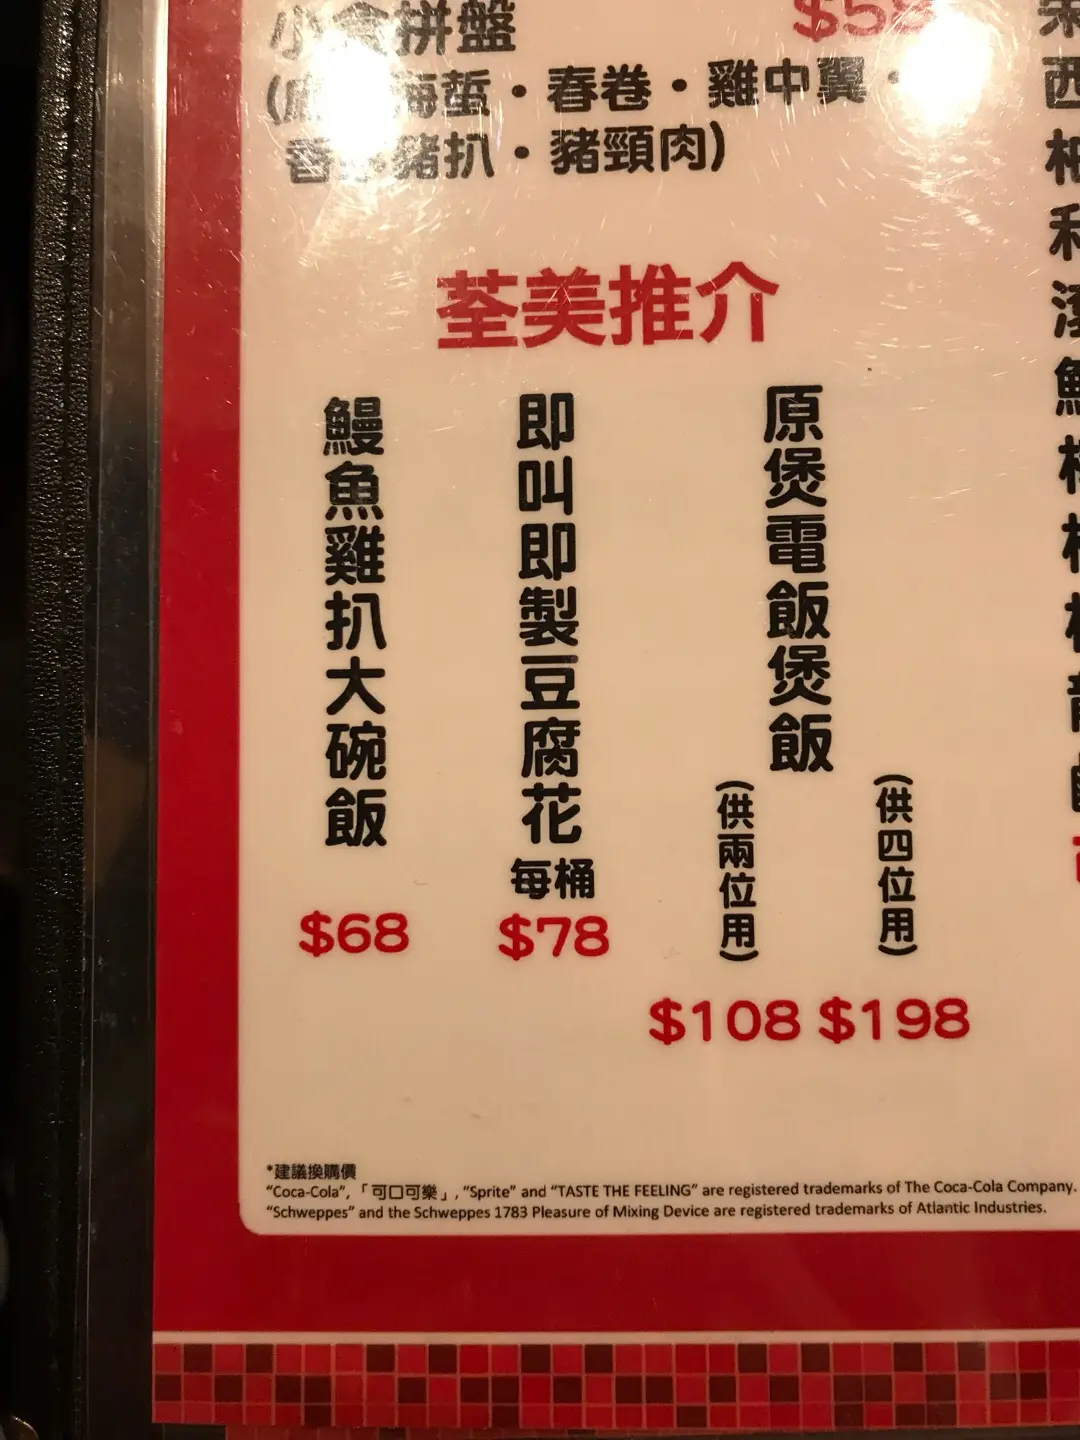 小食拼盤 $58
海蜇・春卷・雞中翼・
豬扒・豬頸肉)
荃美推介
鰻魚雞扒大碗飯
$68
即叫即製豆腐花
每桶
$78
原煲電飯煲飯
(供兩位用)
$108
(供四位用)
$198
*建議換購價
“Coca-Cola”, 「可口可樂」, “Sprite” and “TASTE THE FEELING” are registered trademarks of The Coca-Cola Company.
“Schweppes” and the Schweppes 1783 Pleasure of Mixing Device are registered trademarks of Atlantic Industries.